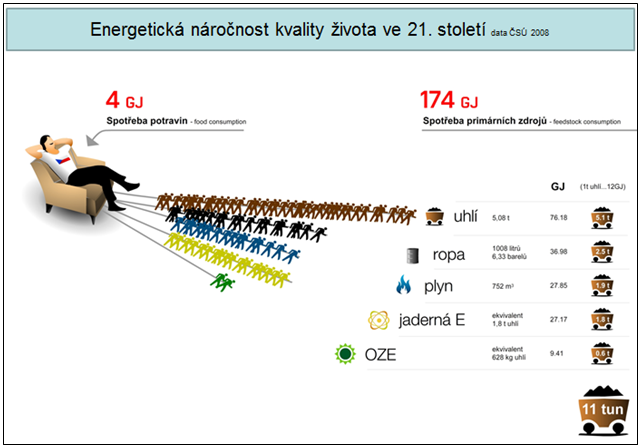 Energetická náročnost kvality života ve 21. století data ČSÚ 2008
4 GJ
Spotřeba potravin - food consumption
174 GJ
Spotřeba primárních zdrojů - feedstock consumption
GJ (1t uhlí...12GJ)
uhlí 5,08 t 76.18 5.1 t
ropa 1008 litrů 36.98 2.5 t
6,33 barelů
plyn 752 m³ 27.85 1.9 t
jaderná E ekvivalent 27.17 1.8 t
1,8 t uhlí
OZE ekvivalent 9.41 0.6 t
628 kg uhlí
11 tun